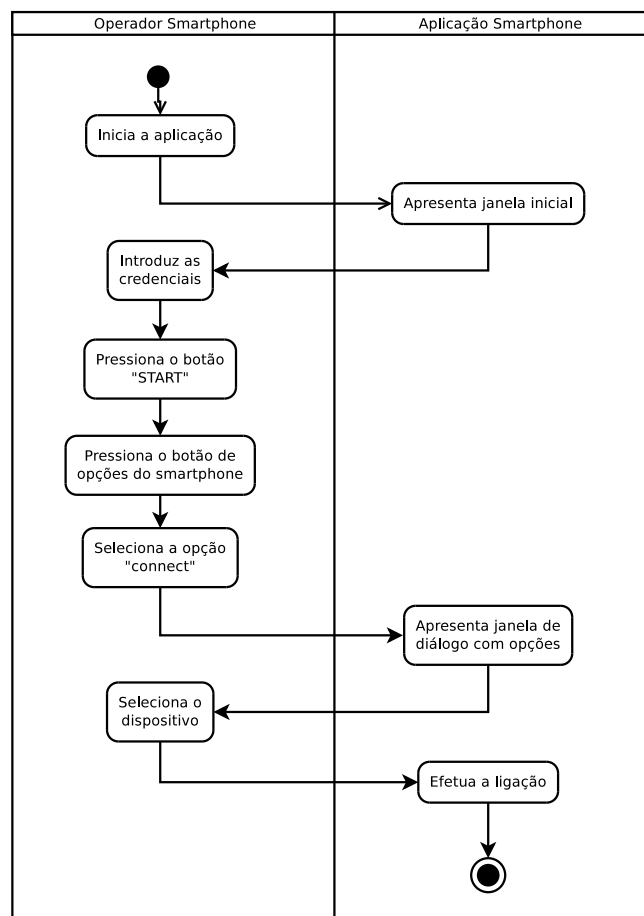 Operador Smartphone
Aplicação Smartphone
Inicia a aplicação
Apresenta janela inicial
Introduz as
credenciais
Pressiona o botão
"START"
Pressiona o botão de
opções do smartphone
Seleciona a opção
"connect"
Apresenta janela de
diálogo com opções
Seleciona o
dispositivo
Efetua a ligação